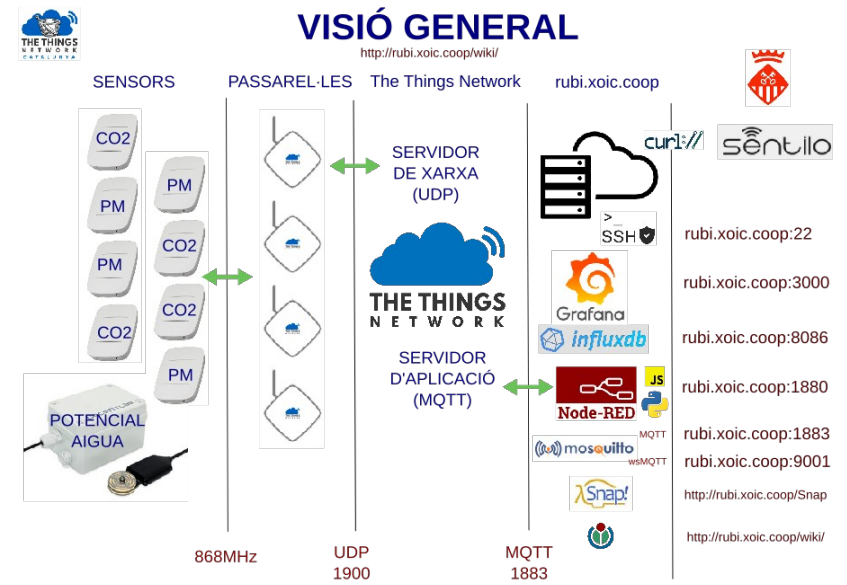 THE THINGS
NETWORK
CATALUNYA
VISIÓ GENERAL
http://rubi.xoic.coop/wiki/
SENSORS
PASSAREL·LES
The Things Network
rubi.xoic.coop
CO2
PM
PM
CO2
PM
CO2
CO2
PM
POTENCIAL
AIGUA
SERVIDOR
DE XARXA
(UDP)
THE THINGS
NETWORK
SERVIDOR
D'APLICACIÓ
(MQTT)
curl://
sentilo
>_
SSH
rubi.xoic.coop:22
Grafana
rubi.xoic.coop:3000
influxdb
rubi.xoic.coop:8086
Node-RED
JS
rubi.xoic.coop:1880
mosquitto
MQTT
rubi.xoic.coop:1883
wsMQTT
rubi.xoic.coop:9001
λSnap!
http://rubi.xoic.coop/Snap
http://rubi.xoic.coop/wiki/
868MHz
UDP
1900
MQTT
1883